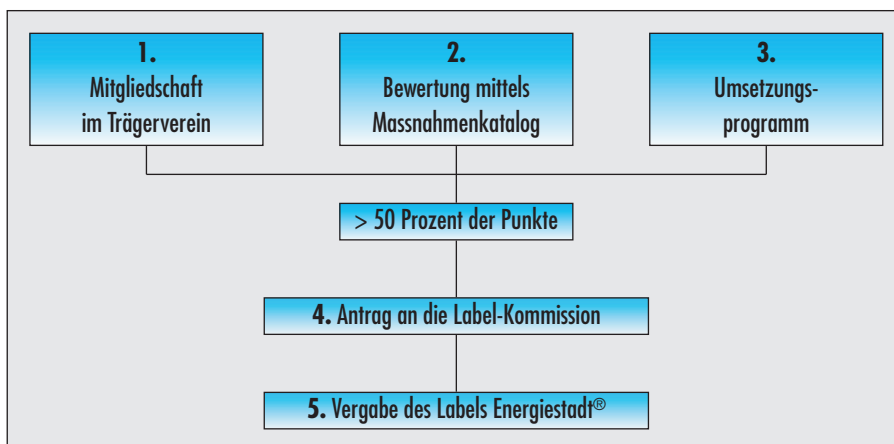 1.
Mitgliedschaft
im Trägerverein
2.
Bewertung mittels
Massnahmenkatalog
3.
Umsetzungs-
programm
> 50 Prozent der Punkte
4. Antrag an die Label-Kommission
5. Vergabe des Labels Energiestadt®